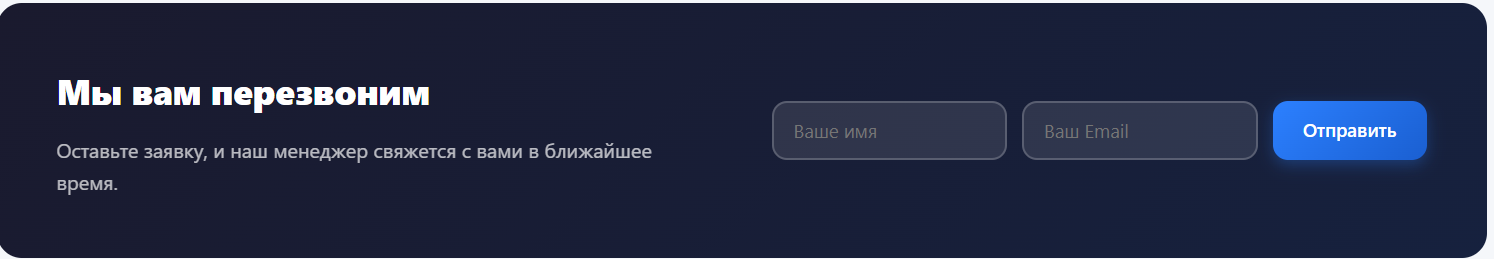 Мы вам перезвоним
Оставьте заявку, и наш менеджер свяжется с вами в ближайшее
время.
Ваше имя
Ваш Email
Отправить